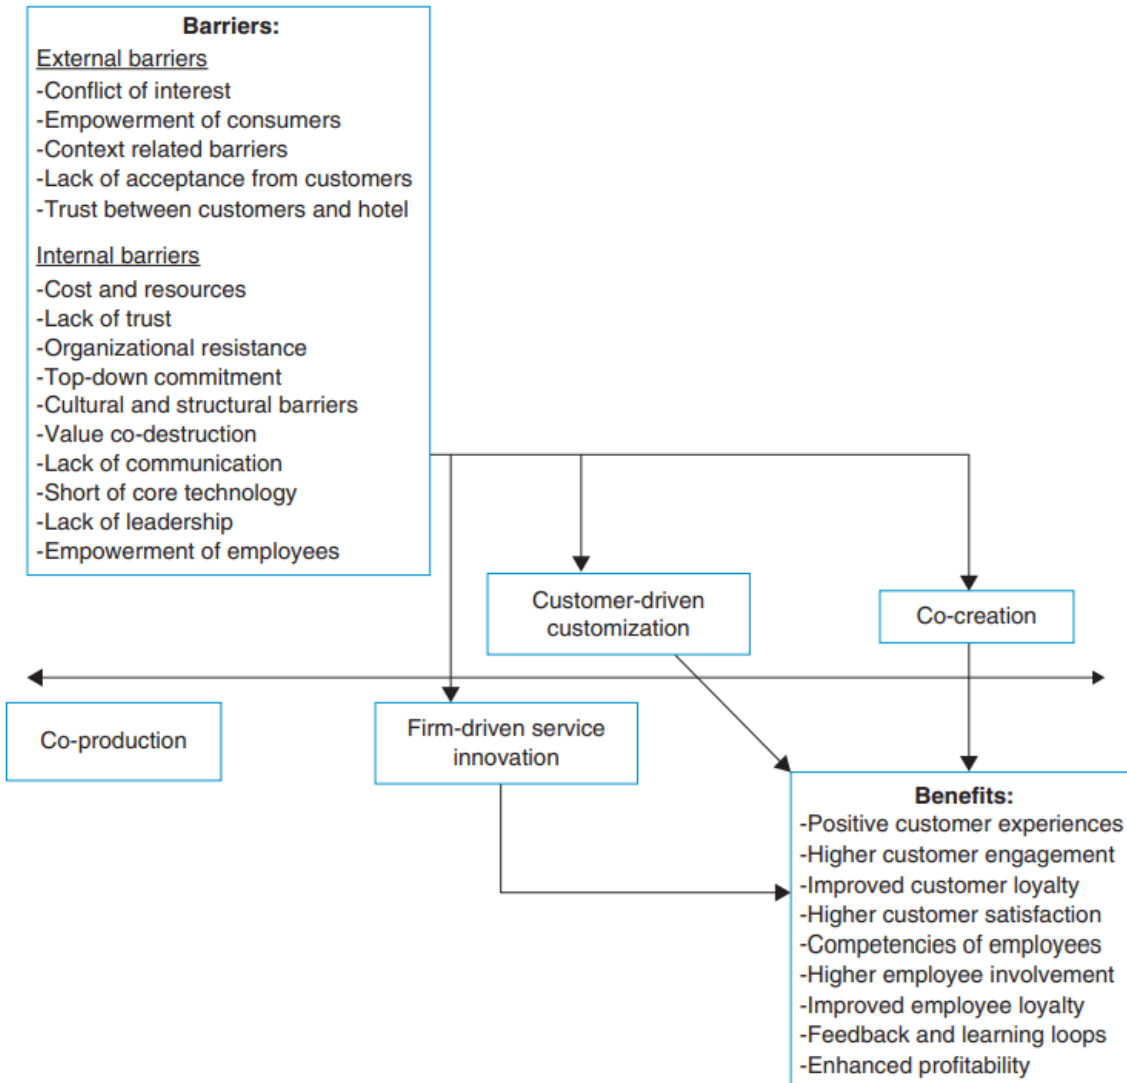 Barriers:
External barriers
-Conflict of interest
-Empowerment of consumers
-Context related barriers
-Lack of acceptance from customers
-Trust between customers and hotel
Internal barriers
-Cost and resources
-Lack of trust
-Organizational resistance
-Top-down commitment
-Cultural and structural barriers
-Value co-destruction
-Lack of communication
-Short of core technology
-Lack of leadership
-Empowerment of employees
Customer-driven
customization
Co-creation
Co-production
Firm-driven service
innovation
Benefits:
-Positive customer experiences
-Higher customer engagement
-Improved customer loyalty
-Higher customer satisfaction
-Competencies of employees
-Higher employee involvement
-Improved employee loyalty
-Feedback and learning loops
-Enhanced profitability